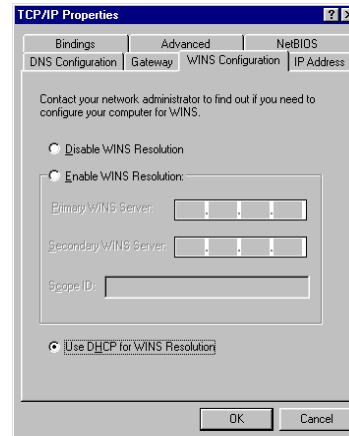 TCP/IP Properties
Bindings Advanced NetBIOS
DNS Configuration Gateway WINS Configuration IP Address
Contact your network administrator to find out if you need to
configure your computer for WINS.
Disable WINS Resolution
Enable WINS Resolution:
Primary WINS Server:
Secondary WINS Server:
Scope ID:
Use DHCP for WINS Resolution
OK Cancel